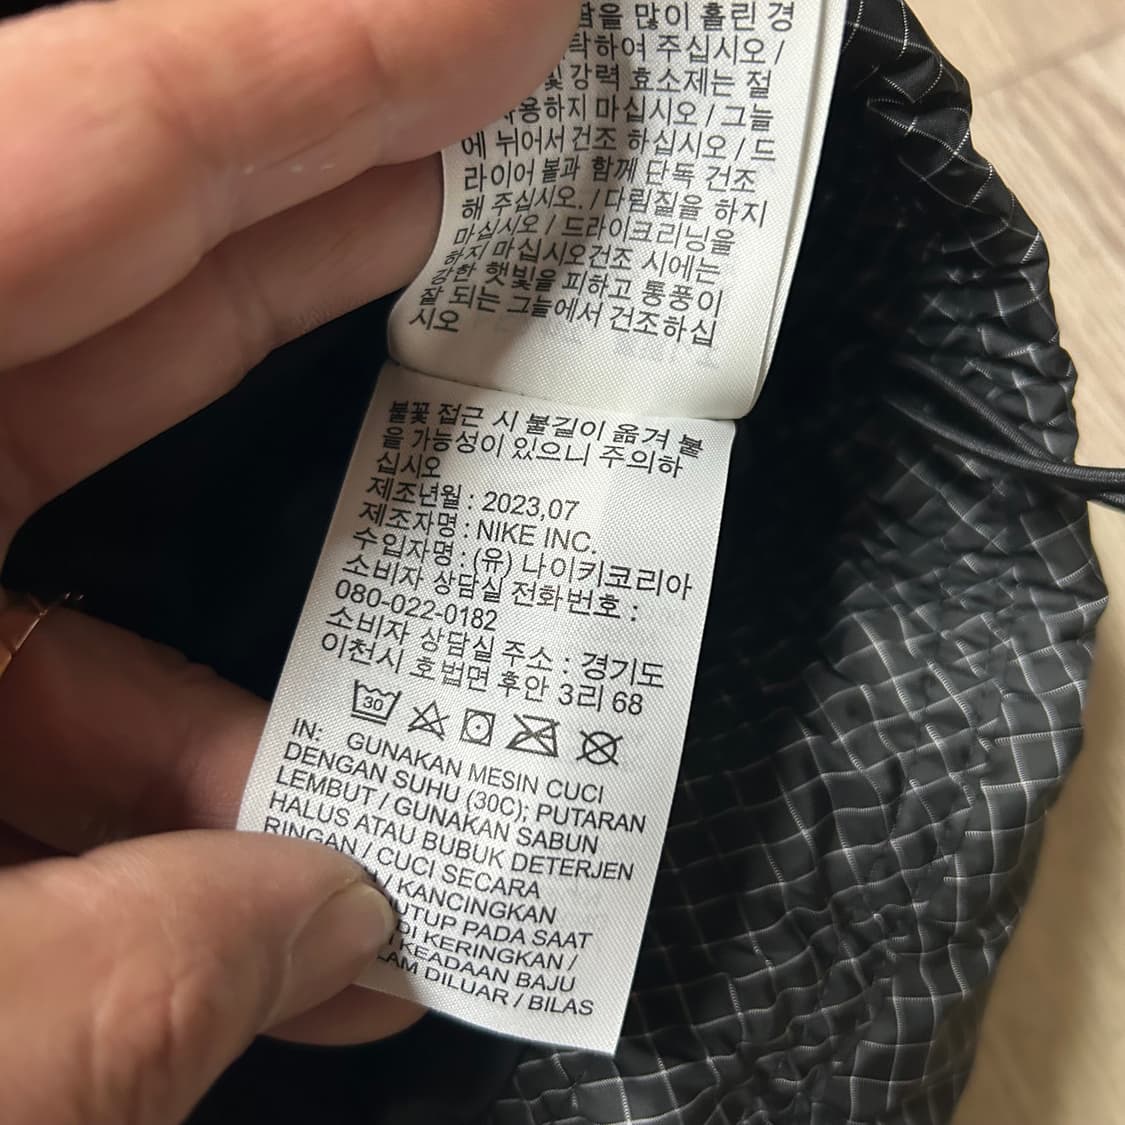 을 많이 흘린 경
하여 주십시오 /
및 강력 효소제는 절
사용하지 마십시오 / 그늘
에 뉘어서 건조 하십시오 / 드
라이어 볼과 함께 단독 건조
해 주십시오. / 다림질을 하지
마십시오 / 드라이크리닝을
하지 마십시오건조 시에는
강한 햇빛을 피하고 통풍이
잘 되는 그늘에서 건조하십
시오
불꽃 접근 시 불길이 옮겨 붙
을 가능성이 있으니 주의하
십시오
제조년월 : 2023,07
제조자명 : NIKE INC.
수입자명 : (유) 나이키코리아
소비자 상담실 전화번호 :
080-022-0182
소비자 상담실 주소 : 경기도
이천시 호법면 후안 3리 68
30
IN: GUNAKAN MESIN CUCI
DENGAN SUHU (30C); PUTARAN
LEMBUT / GUNAKAN SABUN
HALUS ATAU BUBUK DETERJEN
RINGAN / CUCI SECARA
/ KANCINGKAN
UTUP PADA SAAT
DI KERINGKAN /
KEADAAN BAJU
LAM DILUAR / BILAS